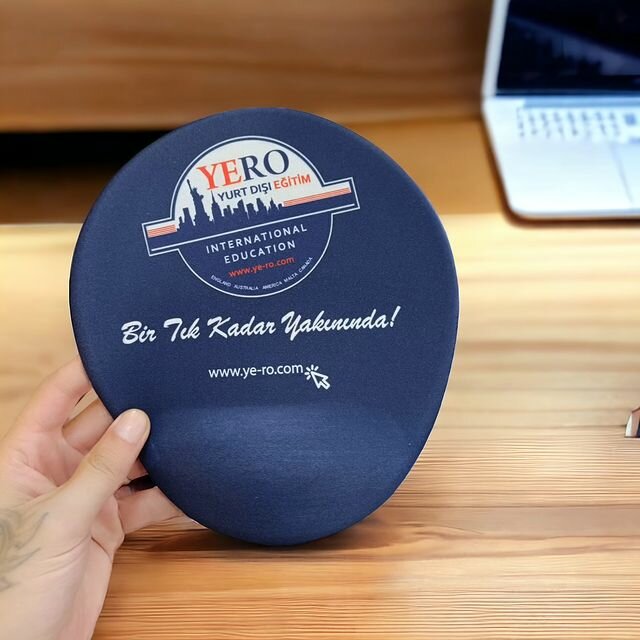 YERO
YURT DIŞI EĞİTİM
INTERNATIONAL
EDUCATION
www.ye-ro.com
ENGLAND AUSTRALIA AMERICA MALTA CANADA
Bir Tık Kadar Yakınında!
www.ye-ro.com